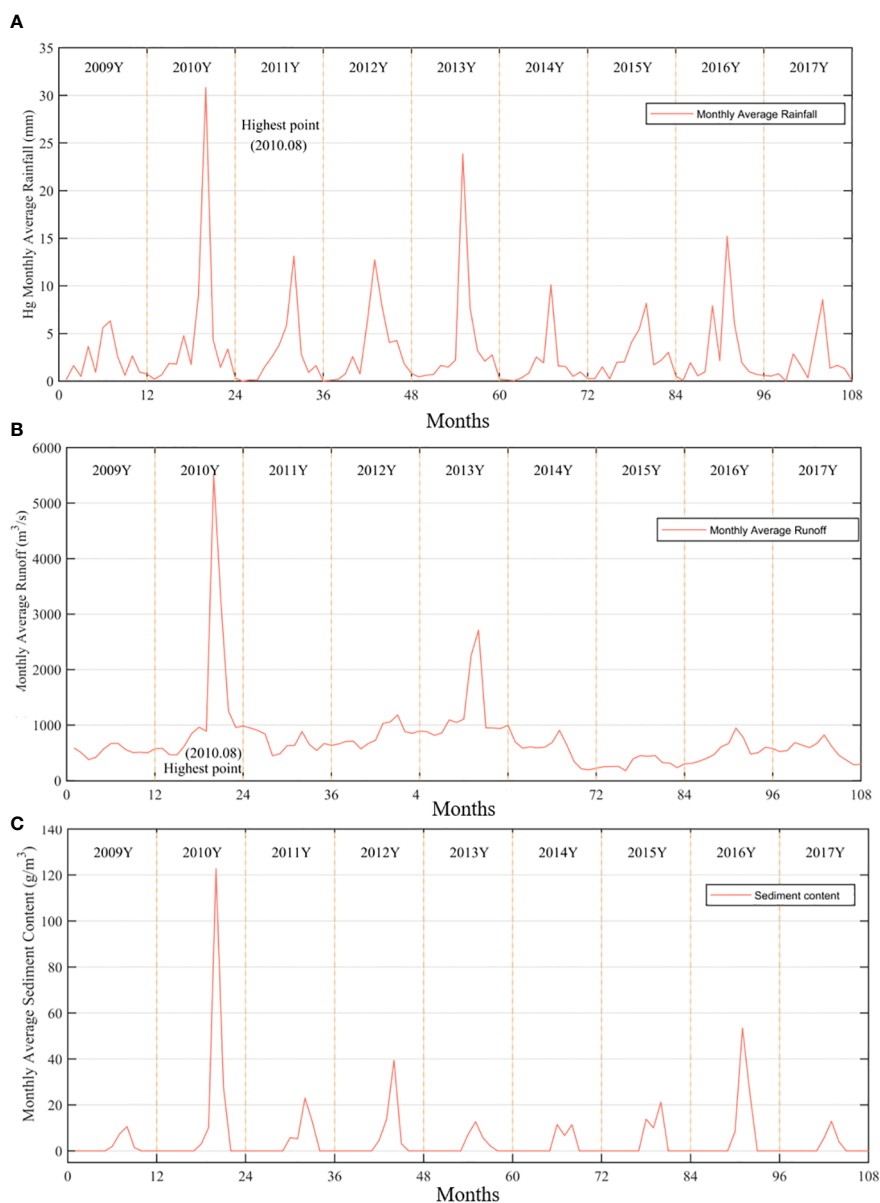 A
35
2009Y 2010Y 2011Y 2012Y 2013Y 2014Y 2015Y 2016Y 2017Y
30
Highest point
(2010.08)
Monthly Average Rainfall
25
20
15
10
5
0
Hg Monthly Average Rainfall (mm)
0 12 24 36 48 60 72 84 96 108
Months
B
6000
2009Y 2010Y 2011Y 2012Y 2013Y 2014Y 2015Y 2016Y 2017Y
5000
Monthly Average Runoff
4000
3000
2000
1000
(2010.08)
Highest point
0
Monthly Average Runoff (m³/s)
0 12 24 36 4 72 84 96 108
Months
C
140
2009Y 2010Y 2011Y 2012Y 2013Y 2014Y 2015Y 2016Y 2017Y
120
Sediment content
100
80
60
40
20
0
Monthly Average Sediment Content (g/m³)
0 12 24 36 48 60 72 84 96 108
Months